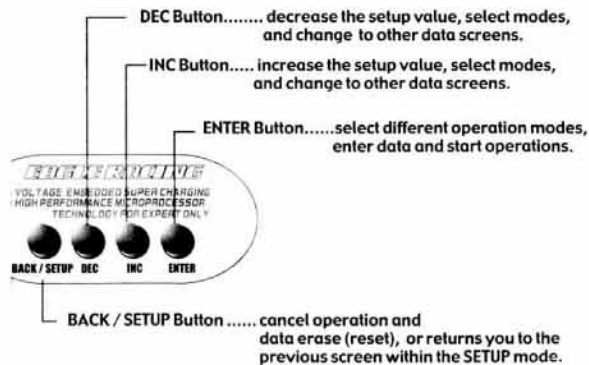 DEC Button........ decrease the setup value, select modes,
and change to other data screens.
INC Button..... increase the setup value, select modes,
and change to other data screens.
ENTER Button......select different operation modes,
enter data and start operations.
EAGLE RACING
VOLTAGE EMBEDDED SUPER CHARGING
HIGH PERFORMANCE MICROPROCESSOR
TECHNOLOGY FOR EXPERT ONLY
BACK / SETUP DEC INC ENTER
BACK / SETUP Button ...... cancel operation and
data erase (reset), or returns you to the
previous screen within the SETUP mode.